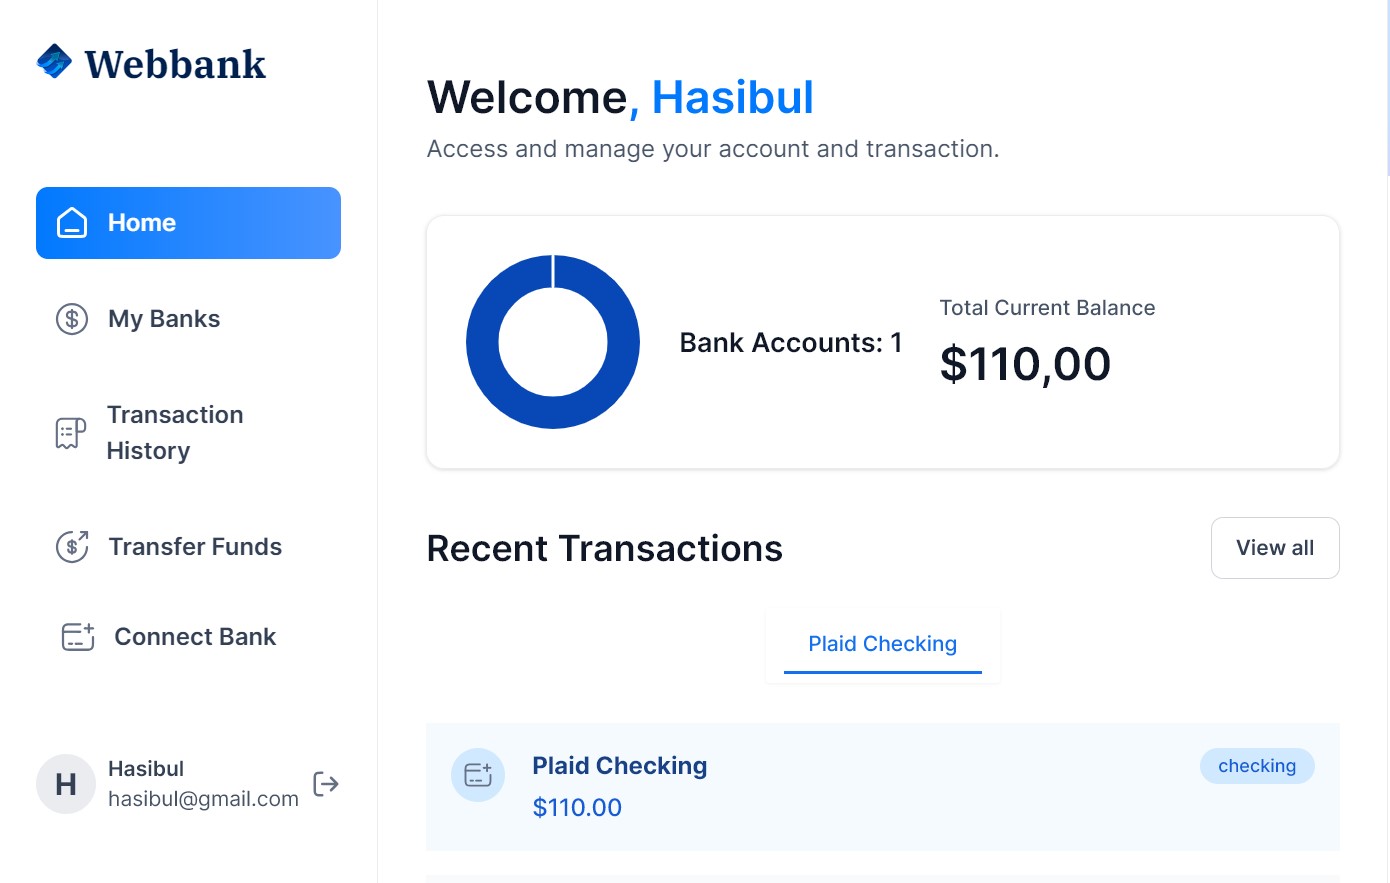 Webbank
Home
My Banks
Transaction
History
Transfer Funds
Connect Bank
H
Hasibul
hasibul@gmail.com
Welcome, Hasibul
Access and manage your account and transaction.
Bank Accounts: 1
Total Current Balance
$110,00
Recent Transactions
View all
Plaid Checking
Plaid Checking
checking
$110.00